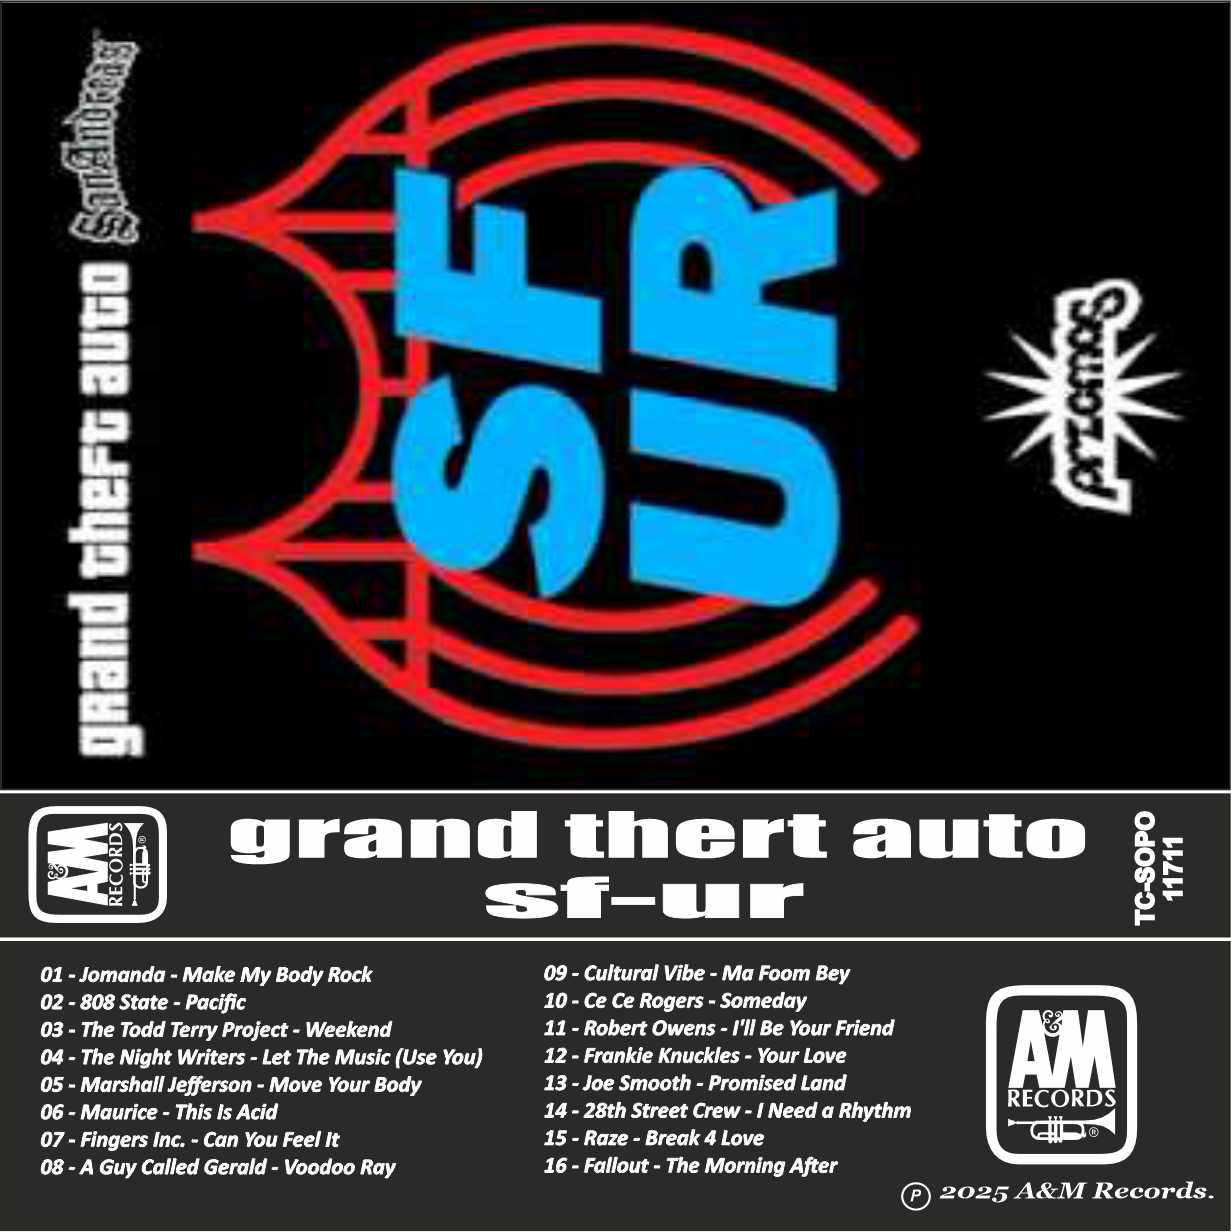 grand theft auto
San Andreas
SF
UR
przemos
A&M
RECORDS
®
grand thert auto
sf-ur
TC-SOPO
11711
01 - Jomanda - Make My Body Rock
02 - 808 State - Pacific
03 - The Todd Terry Project - Weekend
04 - The Night Writers - Let The Music (Use You)
05 - Marshall Jefferson - Move Your Body
06 - Maurice - This Is Acid
07 - Fingers Inc. - Can You Feel It
08 - A Guy Called Gerald - Voodoo Ray
09 - Cultural Vibe - Ma Foom Bey
10 - Ce Ce Rogers - Someday
11 - Robert Owens - I'll Be Your Friend
12 - Frankie Knuckles - Your Love
13 - Joe Smooth - Promised Land
14 - 28th Street Crew - I Need a Rhythm
15 - Raze - Break 4 Love
16 - Fallout - The Morning After
A&M
RECORDS
®
℗ 2025 A&M Records.